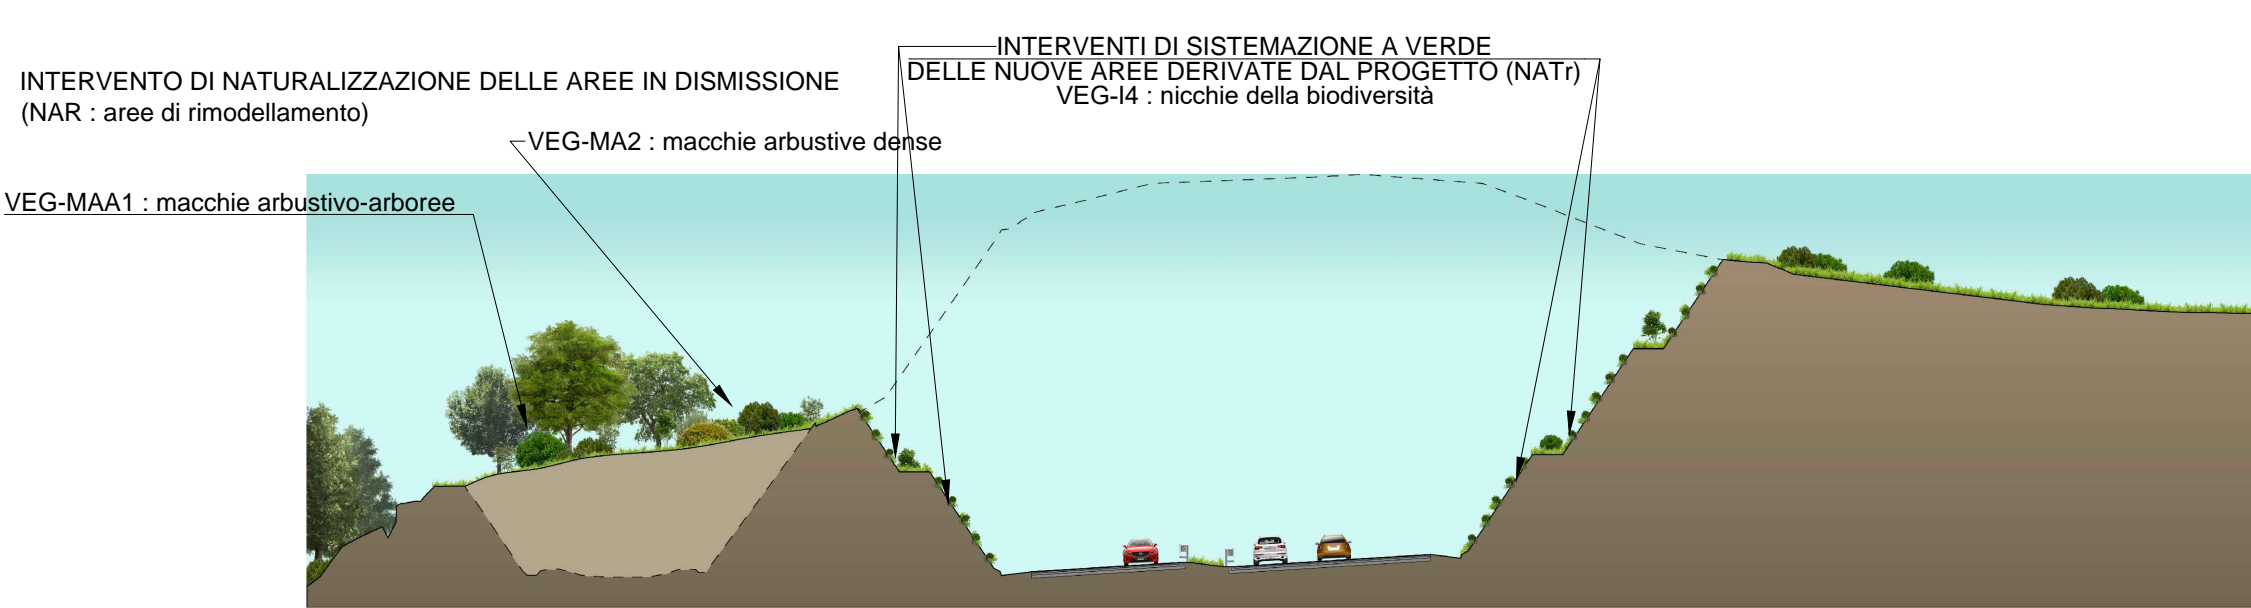 INTERVENTI DI SISTEMAZIONE A VERDE
DELLE NUOVE AREE DERIVATE DAL PROGETTO (NATr)
VEG-I4 : nicchie della biodiversità
INTERVENTO DI NATURALIZZAZIONE DELLE AREE IN DISMISSIONE
(NAR : aree di rimodellamento)
VEG-MA2 : macchie arbustive dense
VEG-MAA1 : macchie arbustivo-arboree